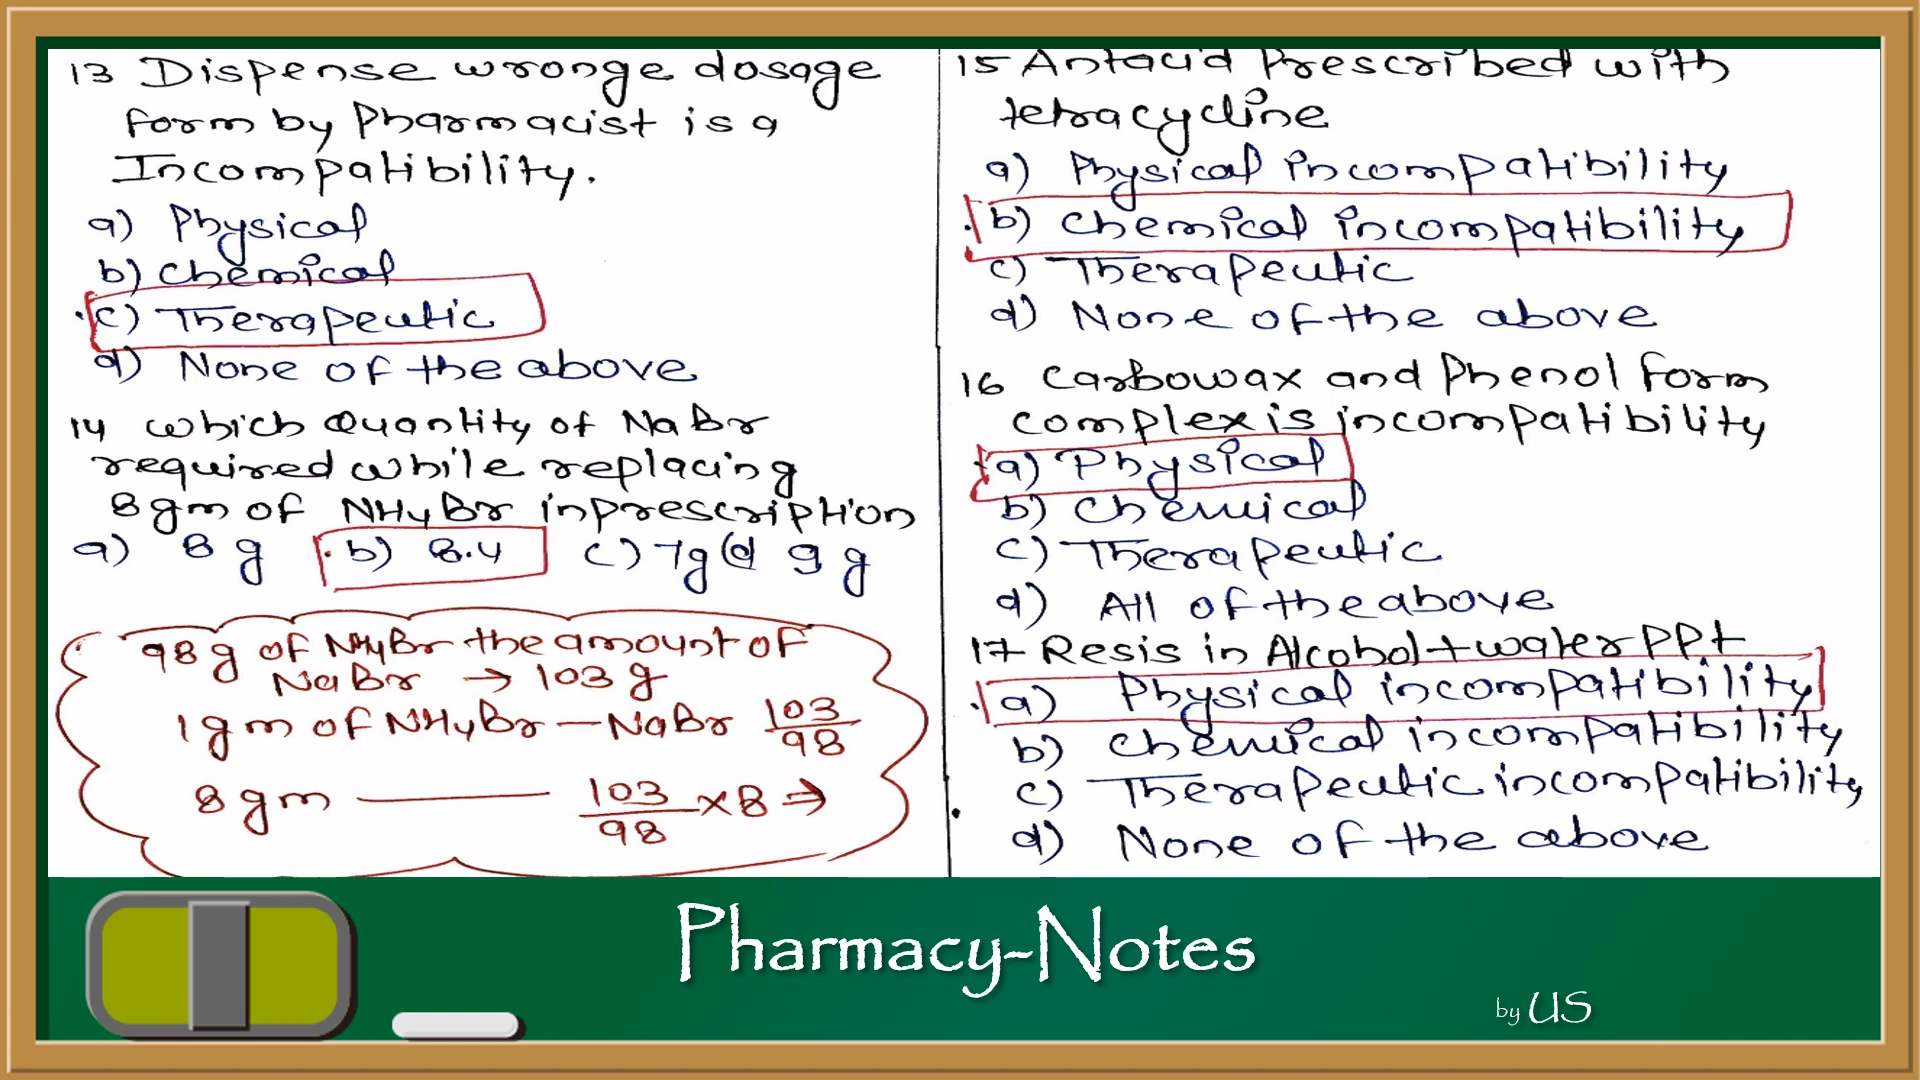 13 Dispense wronge dosage
form by Pharmacist is a
Incompatibility.
a) Physical
b) Chemical
c) Therapeutic
d) None of the above
14 which Quantity of NaBr
required while replacing
8gm of NH4Br in prescription
a) 8 g b) 8.4 c) 7g d 9 g
98 g of NH4Br the amount of
NaBr → 103 g
1gm of NH4Br — NaBr 103/98
8gm — 103/98 × 8 ⇒
15 Antacid Prescribed with
tetracycline
a) Physical incompatibility
b) Chemical incompatibility
c) Therapeutic
d) None of the above
16 Carbowax and Phenol form
complex is incompatibility
a) Physical
b) Chemical
c) Therapeutic
d) All of the above
17 Resis in Alcohol + water PPt
a) Physical incompatibility
b) Chemical incompatibility
c) Therapeutic incompatibility
d) None of the above
Pharmacy-Notes
by US